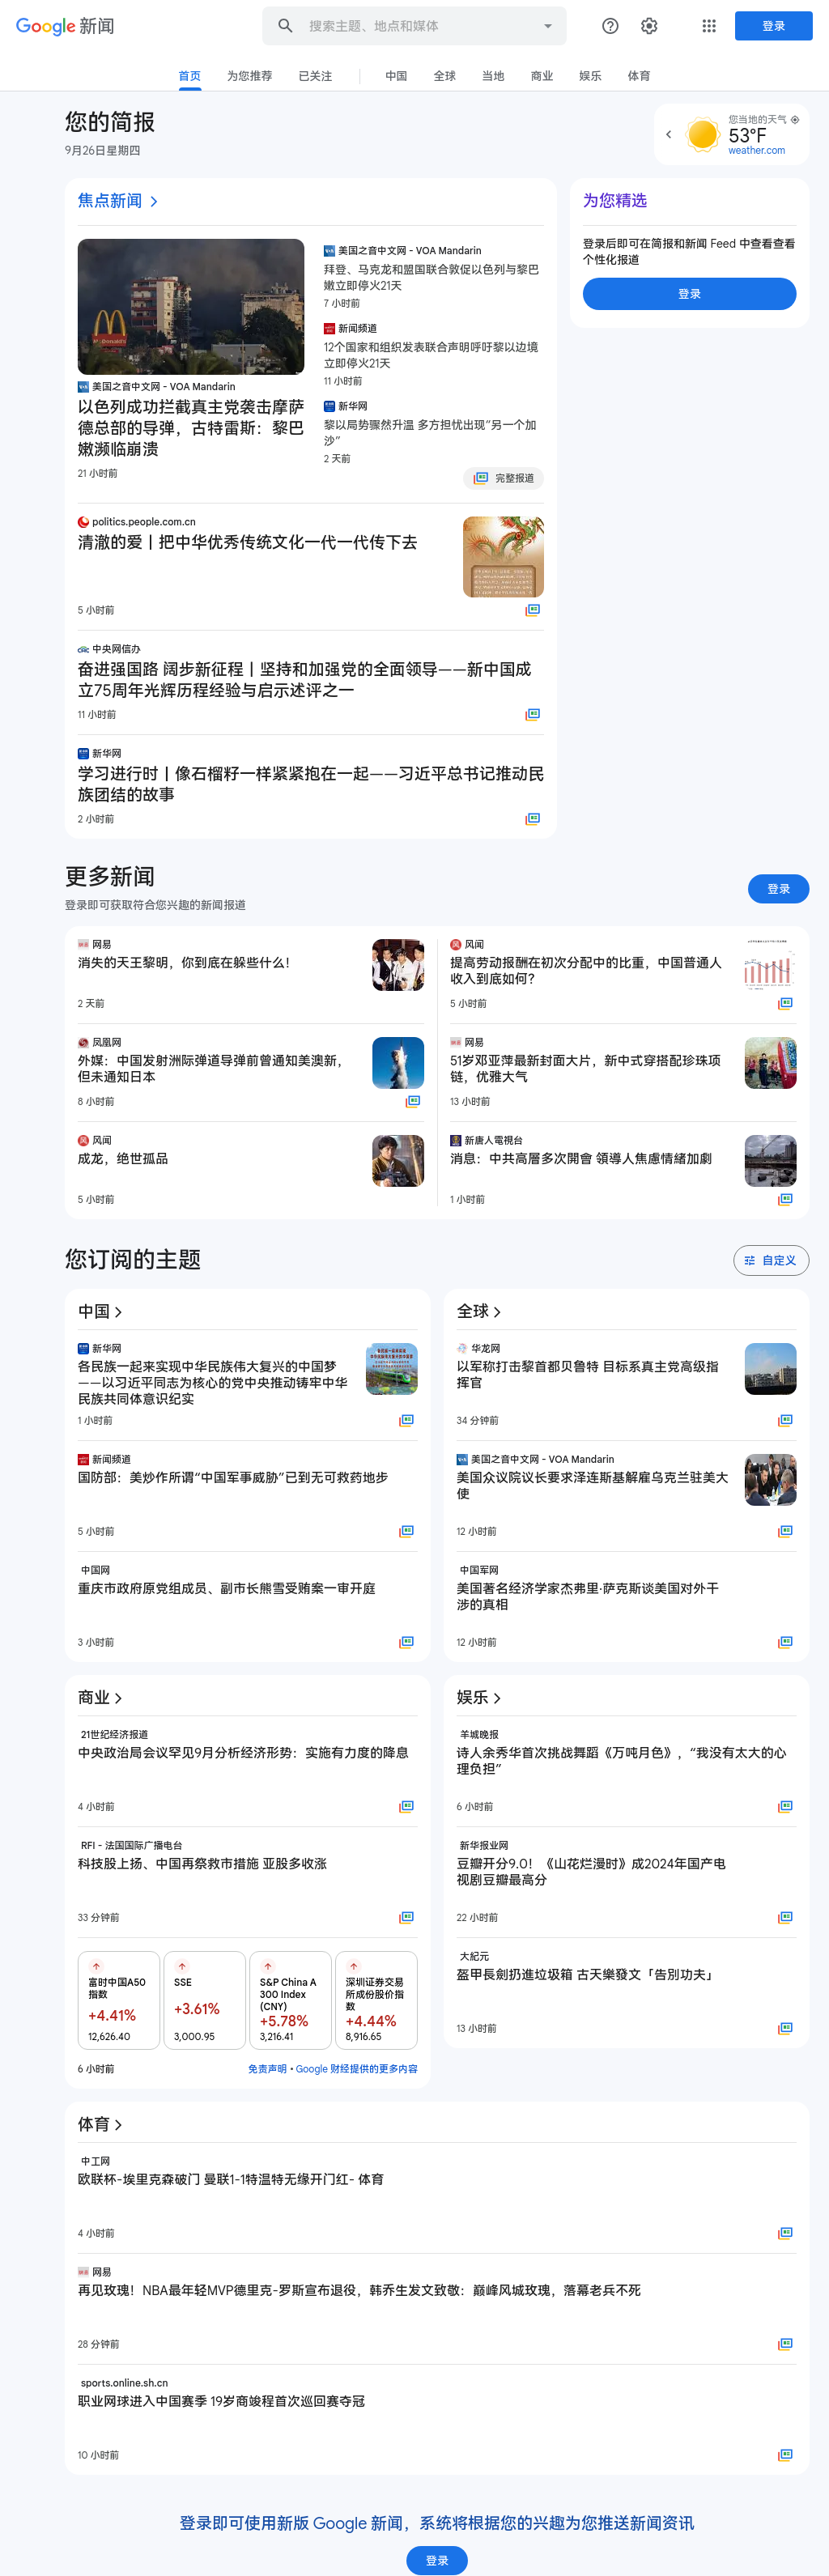 Google 新闻
搜索主题、地点和媒体
登录
首页
为您推荐
已关注
中国
全球
当地
商业
娱乐
体育
您的简报
9月26日星期四
您当地的天气
53°F
weather.com
焦点新闻
美国之音中文网 - VOA Mandarin
以色列成功拦截真主党袭击摩萨
德总部的导弹，古特雷斯：黎巴
嫩濒临崩溃
21 小时前
美国之音中文网 - VOA Mandarin
拜登、马克龙和盟国联合敦促以色列与黎巴
嫩立即停火21天
7 小时前
新闻频道
12个国家和组织发表联合声明呼吁黎以边境
立即停火21天
11 小时前
新华网
黎以局势骤然升温 多方担忧出现“另一个加
沙”
2 天前
完整报道
politics.people.com.cn
清澈的爱丨把中华优秀传统文化一代一代传下去
5 小时前
中央网信办
奋进强国路 阔步新征程丨坚持和加强党的全面领导——新中国成
立75周年光辉历程经验与启示述评之一
11 小时前
新华网
学习进行时丨像石榴籽一样紧紧抱在一起——习近平总书记推动民
族团结的故事
2 小时前
为您精选
登录后即可在简报和新闻 Feed 中查看查看
个性化报道
登录
更多新闻
登录即可获取符合您兴趣的新闻报道
登录
网易
消失的天王黎明，你到底在躲些什么！
2 天前
凤凰网
外媒：中国发射洲际弹道导弹前曾通知美澳新，
但未通知日本
8 小时前
风闻
成龙，绝世孤品
5 小时前
风闻
提高劳动报酬在初次分配中的比重，中国普通人
收入到底如何？
5 小时前
网易
51岁邓亚萍最新封面大片，新中式穿搭配珍珠项
链，优雅大气
13 小时前
新唐人電視台
消息：中共高層多次開會 領導人焦慮情緒加劇
1 小时前
您订阅的主题
自定义
中国
新华网
各民族一起来实现中华民族伟大复兴的中国梦
——以习近平同志为核心的党中央推动铸牢中华
民族共同体意识纪实
1 小时前
新闻频道
国防部：美炒作所谓“中国军事威胁”已到无可救药地步
5 小时前
中国网
重庆市政府原党组成员、副市长熊雪受贿案一审开庭
3 小时前
全球
华龙网
以军称打击黎首都贝鲁特 目标系真主党高级指
挥官
34 分钟前
美国之音中文网 - VOA Mandarin
美国众议院议长要求泽连斯基解雇乌克兰驻美大
使
12 小时前
中国军网
美国著名经济学家杰弗里·萨克斯谈美国对外干
涉的真相
12 小时前
商业
21世纪经济报道
中央政治局会议罕见9月分析经济形势：实施有力度的降息
4 小时前
RFI - 法国国际广播电台
科技股上扬、中国再祭救市措施 亚股多收涨
33 分钟前
富时中国A50
指数
+4.41%
12,626.40
SSE
+3.61%
3,000.95
S&P China A
300 Index
(CNY)
+5.78%
3,216.41
深圳证券交易
所成份股价指
数
+4.44%
8,916.65
6 小时前
免责声明 • Google 财经提供的更多内容
娱乐
羊城晚报
诗人余秀华首次挑战舞蹈《万吨月色》，“我没有太大的心
理负担”
6 小时前
新华报业网
豆瓣开分9.0！《山花烂漫时》成2024年国产电
视剧豆瓣最高分
22 小时前
大紀元
盔甲長劍扔進垃圾箱 古天樂發文「告別功夫」
13 小时前
体育
中工网
欧联杯-埃里克森破门 曼联1-1特温特无缘开门红- 体育
4 小时前
网易
再见玫瑰！NBA最年轻MVP德里克-罗斯宣布退役，韩乔生发文致敬：巅峰风城玫瑰，落幕老兵不死
28 分钟前
sports.online.sh.cn
职业网球进入中国赛季 19岁商竣程首次巡回赛夺冠
10 小时前
登录即可使用新版 Google 新闻，系统将根据您的兴趣为您推送新闻资讯
登录